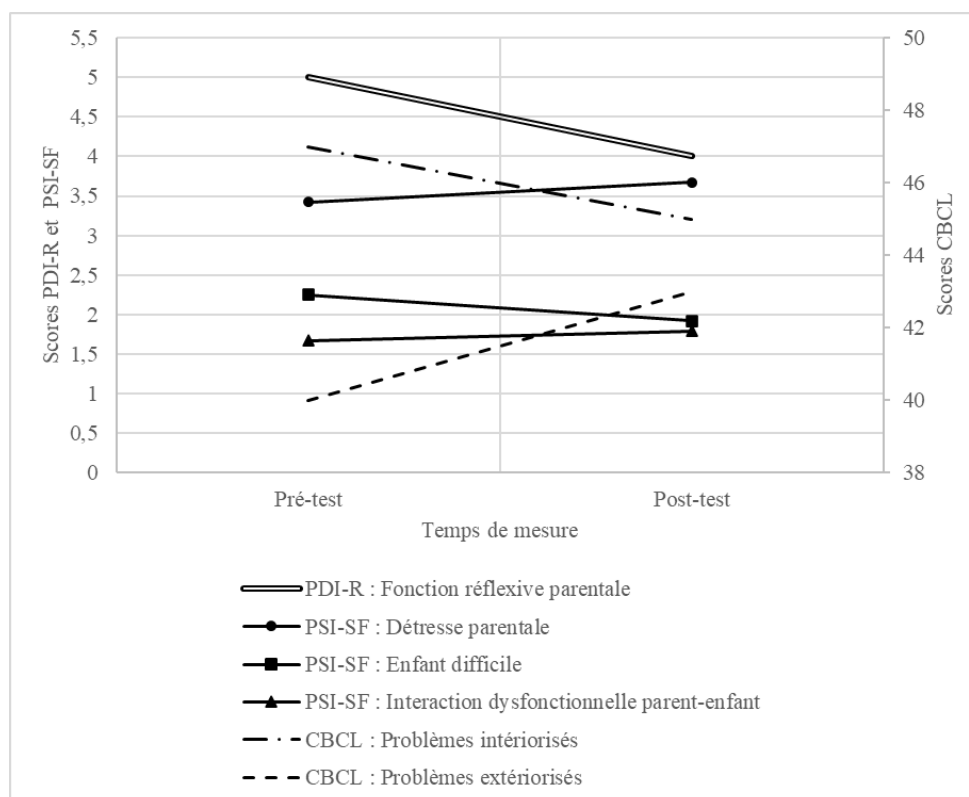 5,5
5
4,5
4
3,5
3
2,5
2
1,5
1
0,5
0
Scores PDI-R et PSI-SF
50
48
46
44
42
40
38
Scores CBCL
Pré-test
Post-test
Temps de mesure
PDI-R : Fonction réflexive parentale
PSI-SF : Détresse parentale
PSI-SF : Enfant difficile
PSI-SF : Interaction dysfonctionnelle parent-enfant
CBCL : Problèmes intériorisés
CBCL : Problèmes extériorisés